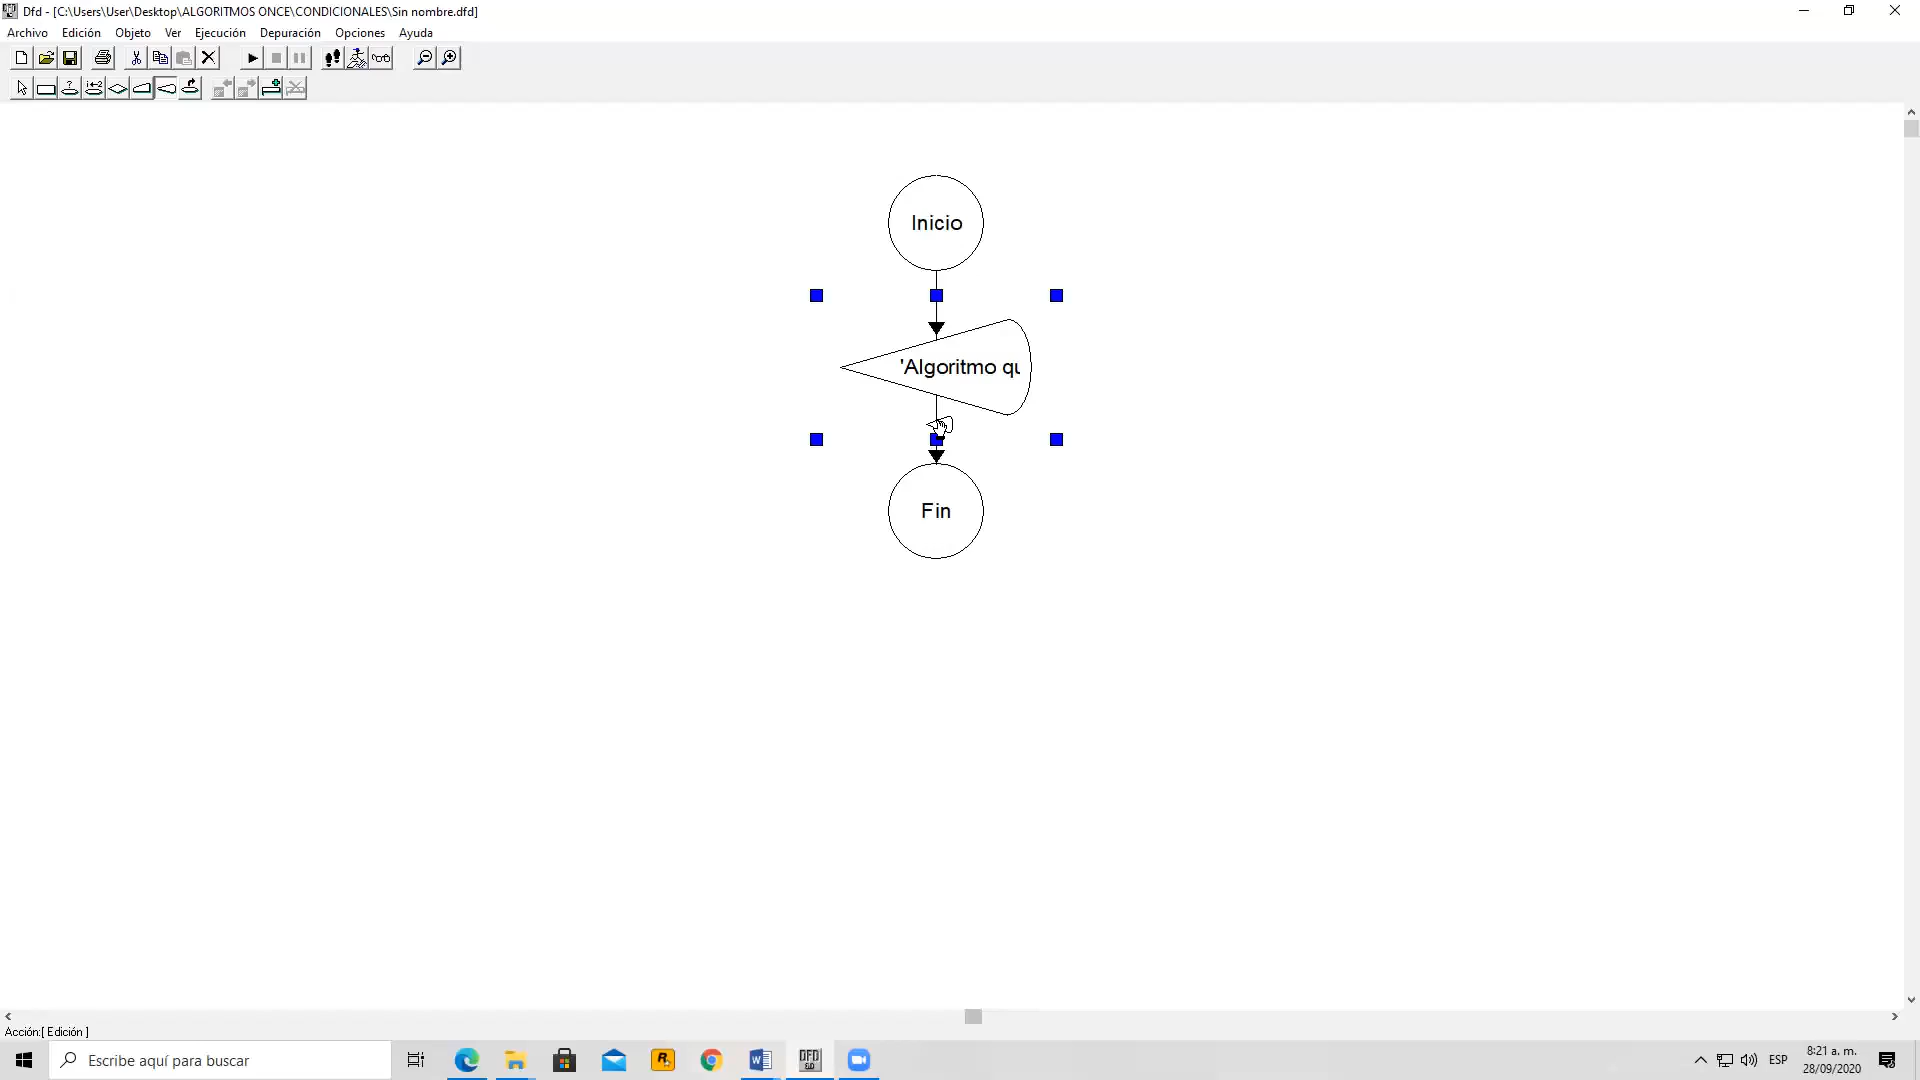 Dfd - [C:\Users\User\Desktop\ALGORITMOS ONCE\CONDICIONALES\Sin nombre.dfd]
Archivo Edición Objeto Ver Ejecución Depuración Opciones Ayuda
Inicio
'Algoritmo qu
Fin
Acción:[ Edición ]
Escribe aquí para buscar
ESP
8:21 a. m.
28/09/2020